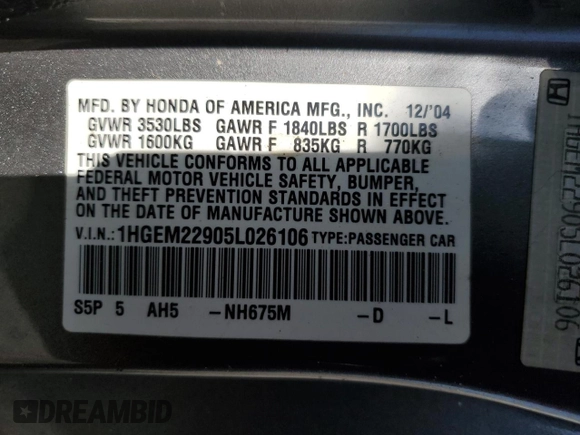 MFD. BY HONDA OF AMERICA MFG., INC. 12/'04
GVWR 3530LBS GAWR F 1840LBS R 1700LBS
GVWR 1600KG GAWR F 835KG R 770KG
THIS VEHICLE CONFORMS TO ALL APPLICABLE
FEDERAL MOTOR VEHICLE SAFETY, BUMPER,
AND THEFT PREVENTION STANDARDS IN EFFECT
ON THE DATE OF MANUFACTURE SHOWN ABOVE.
V.I.N.: 1HGEM22905L026106 TYPE:PASSENGER CAR
S5P 5 AH5 -NH675M -D -L
1HGEM22905L026106
DREAMBID